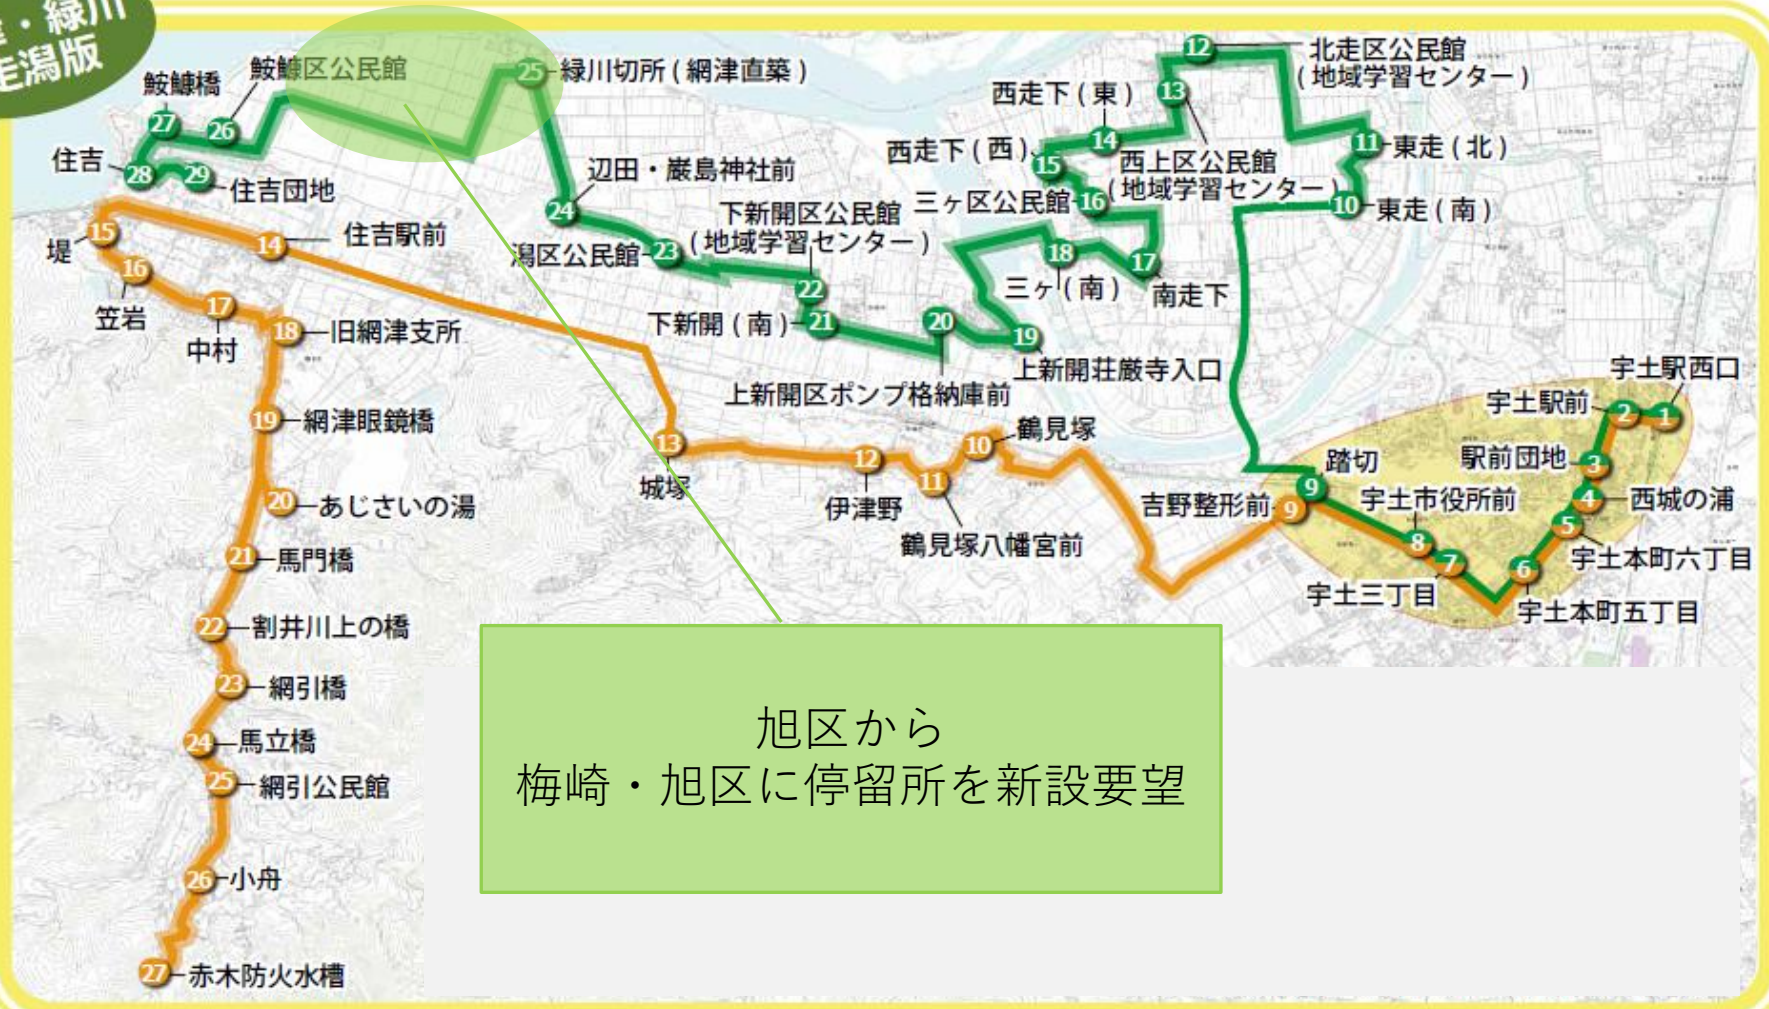 ・緑川
走潟版
鮟鱇橋
鮟鱇区公民館
緑川切所(網津直築)
住吉
住吉団地
27
26
25
28
29
辺田・巌島神社前
24
潟区公民館
23
下新開区公民館
(地域学習センター)
22
下新開(南)
21
20
上新開区ポンプ格納庫前
19
上新開荘厳寺入口
三ヶ(南)
18
17
南走下
三ヶ区公民館
16
西走下(西)
15
西走下(東)
14
13
西上区公民館
(地域学習センター)
12
北走区公民館
(地域学習センター)
11
東走(北)
10
東走(南)
堤
15
14
住吉駅前
16
笠岩
17
中村
18
旧網津支所
19
網津眼鏡橋
20
あじさいの湯
21
馬門橋
22
割井川上の橋
23
網引橋
24
馬立橋
25
網引公民館
26
小舟
27
赤木防火水槽
13
城塚
12
伊津野
11
鶴見塚八幡宮前
10
鶴見塚
吉野整形前
9
9
踏切
8
宇土市役所前
7
宇土三丁目
6
宇土本町五丁目
5
宇土本町六丁目
4
西城の浦
3
駅前団地
2
宇土駅前
1
宇土駅西口
旭区から
梅崎・旭区に停留所を新設要望